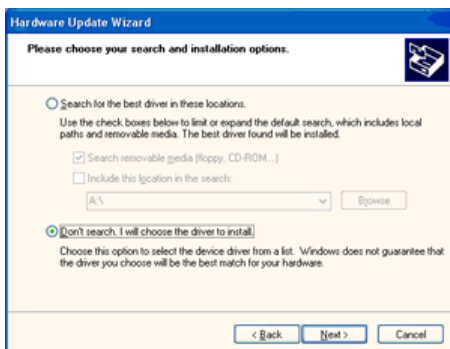 Hardware Update Wizard
Please choose your search and installation options.
Search for the best driver in these locations.
Use the check boxes below to limit or expand the default search, which includes local
paths and removable media. The best driver found will be installed.
Search removable media (floppy, CD-ROM...)
Include this location in the search:
A:\
Browse
Don't search. I will choose the driver to install.
Choose this option to select the device driver from a list. Windows does not guarantee that
the driver you choose will be the best match for your hardware.
< Back
Next >
Cancel